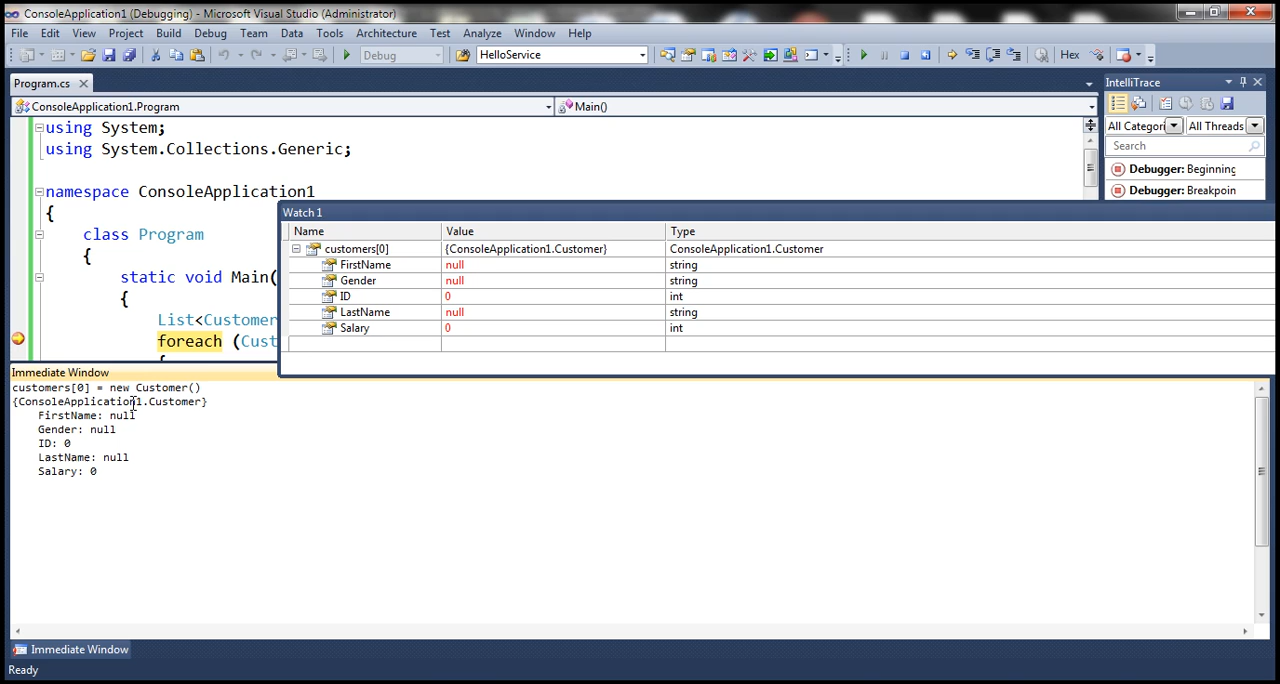 ConsoleApplication1 (Debugging) - Microsoft Visual Studio (Administrator)
File Edit View Project Build Debug Team Data Tools Architecture Test Analyze Window Help
Debug HelloService Hex
Program.cs
ConsoleApplication1.Program Main()
using System;
using System.Collections.Generic;
namespace ConsoleApplication1
{
class Program
{
static void Main(
{
List<Customer
foreach (Cust
{
IntelliTrace
All Categori All Threads
Search
Debugger: Beginning
Debugger: Breakpoin
Watch 1
Name Value Type
customers[0] {ConsoleApplication1.Customer} ConsoleApplication1.Customer
FirstName null string
Gender null string
ID 0 int
LastName null string
Salary 0 int
Immediate Window
customers[0] = new Customer()
{ConsoleApplication1.Customer}
FirstName: null
Gender: null
ID: 0
LastName: null
Salary: 0
Immediate Window
Ready